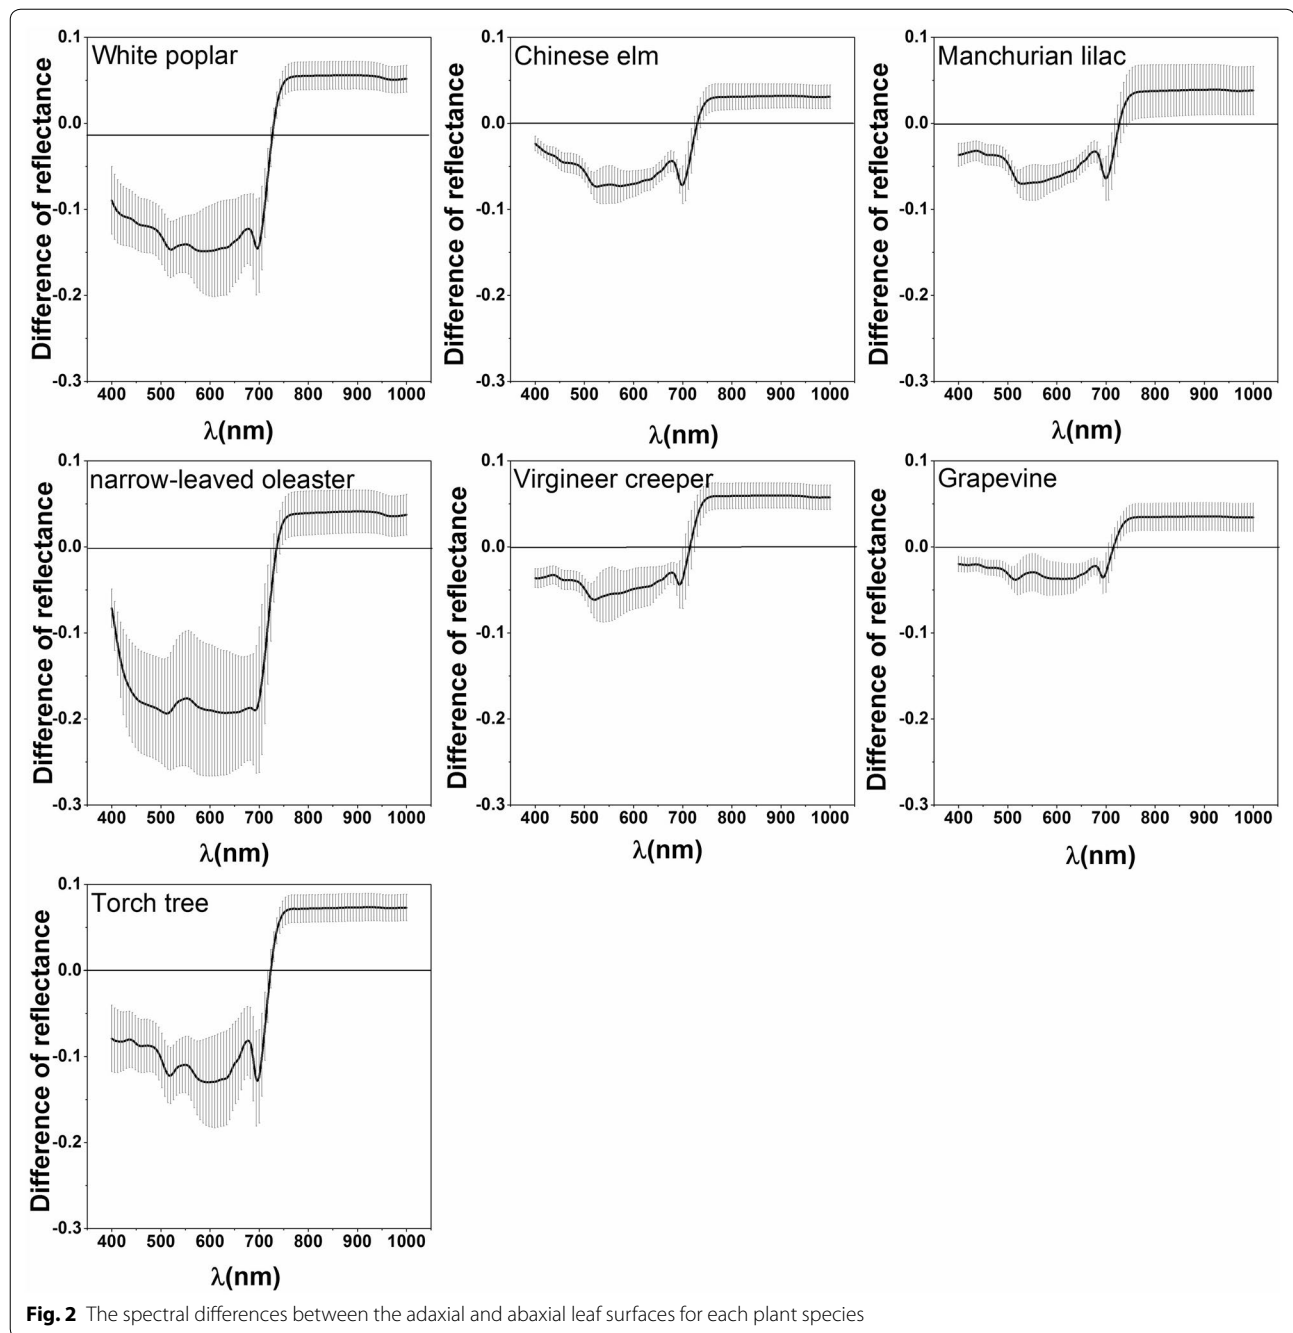 White poplar
Difference of reflectance
0.1
0.0
-0.1
-0.2
-0.3
400 500 600 700 800 900 1000
λ(nm)
Chinese elm
Difference of reflectance
0.1
0.0
-0.1
-0.2
-0.3
400 500 600 700 800 900 1000
λ(nm)
Manchurian lilac
Difference of reflectance
0.1
0.0
-0.1
-0.2
-0.3
400 500 600 700 800 900 1000
λ(nm)
narrow-leaved oleaster
Difference of reflectance
0.1
0.0
-0.1
-0.2
-0.3
400 500 600 700 800 900 1000
λ(nm)
Virgineer creeper
Difference of reflectance
0.1
0.0
-0.1
-0.2
-0.3
400 500 600 700 800 900 1000
λ(nm)
Grapevine
Difference of reflectance
0.1
0.0
-0.1
-0.2
-0.3
400 500 600 700 800 900 1000
λ(nm)
Torch tree
Difference of reflectance
0.1
0.0
-0.1
-0.2
-0.3
400 500 600 700 800 900 1000
λ(nm)
Fig. 2 The spectral differences between the adaxial and abaxial leaf surfaces for each plant species